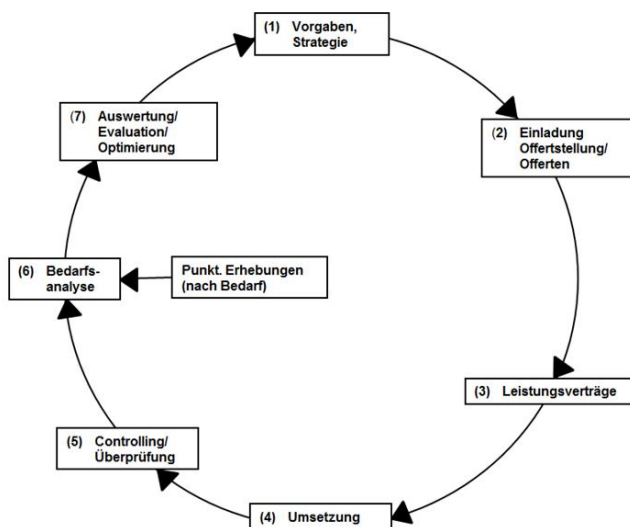 (1) Vorgaben,
Strategie
(2) Einladung
Offertstellung/
Offerten
(3) Leistungsverträge
(4) Umsetzung
(5) Controlling/
Überprüfung
(6) Bedarfs-
analyse
Punkt. Erhebungen
(nach Bedarf)
(7) Auswertung/
Evaluation/
Optimierung